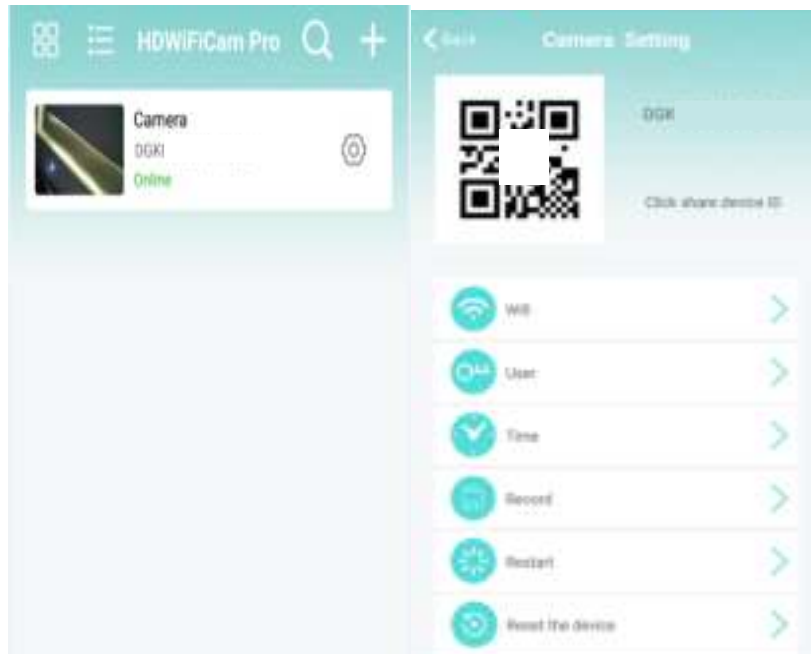 HDWiFiCam Pro
Camera
DGKI
Online
Back
Camera Setting
DGK
Click share device ID
Wifi
User
Time
Record
Restart
Reset the device